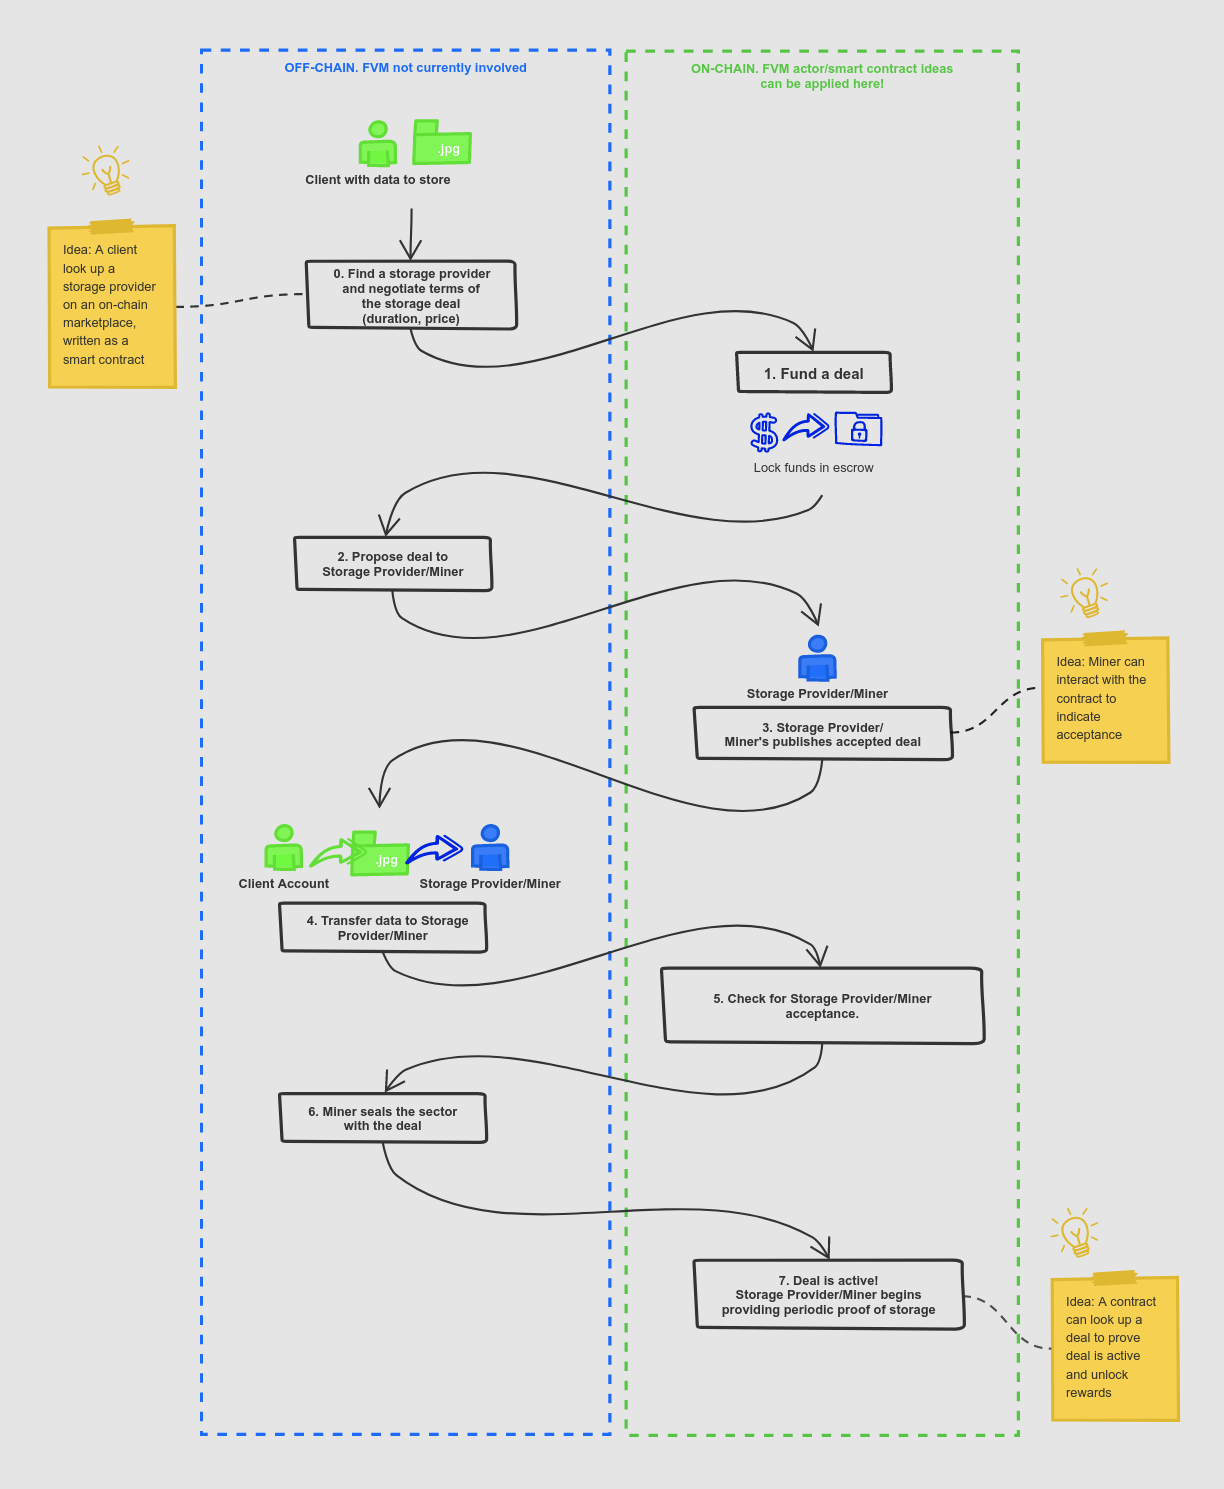 OFF-CHAIN. FVM not currently involved
ON-CHAIN. FVM actor/smart contract ideas
can be applied here!
.jpg
Client with data to store
Idea: A client
look up a
storage provider
on an on-chain
marketplace,
written as a
smart contract
0. Find a storage provider
and negotiate terms of
the storage deal
(duration, price)
1. Fund a deal
$
Lock funds in escrow
2. Propose deal to
Storage Provider/Miner
Storage Provider/Miner
3. Storage Provider/
Miner's publishes accepted deal
Idea: Miner can
interact with the
contract to
indicate
acceptance
.jpg
Client Account
Storage Provider/Miner
4. Transfer data to Storage
Provider/Miner
5. Check for Storage Provider/Miner
acceptance.
6. Miner seals the sector
with the deal
7. Deal is active!
Storage Provider/Miner begins
providing periodic proof of storage
Idea: A contract
can look up a
deal to prove
deal is active
and unlock
rewards